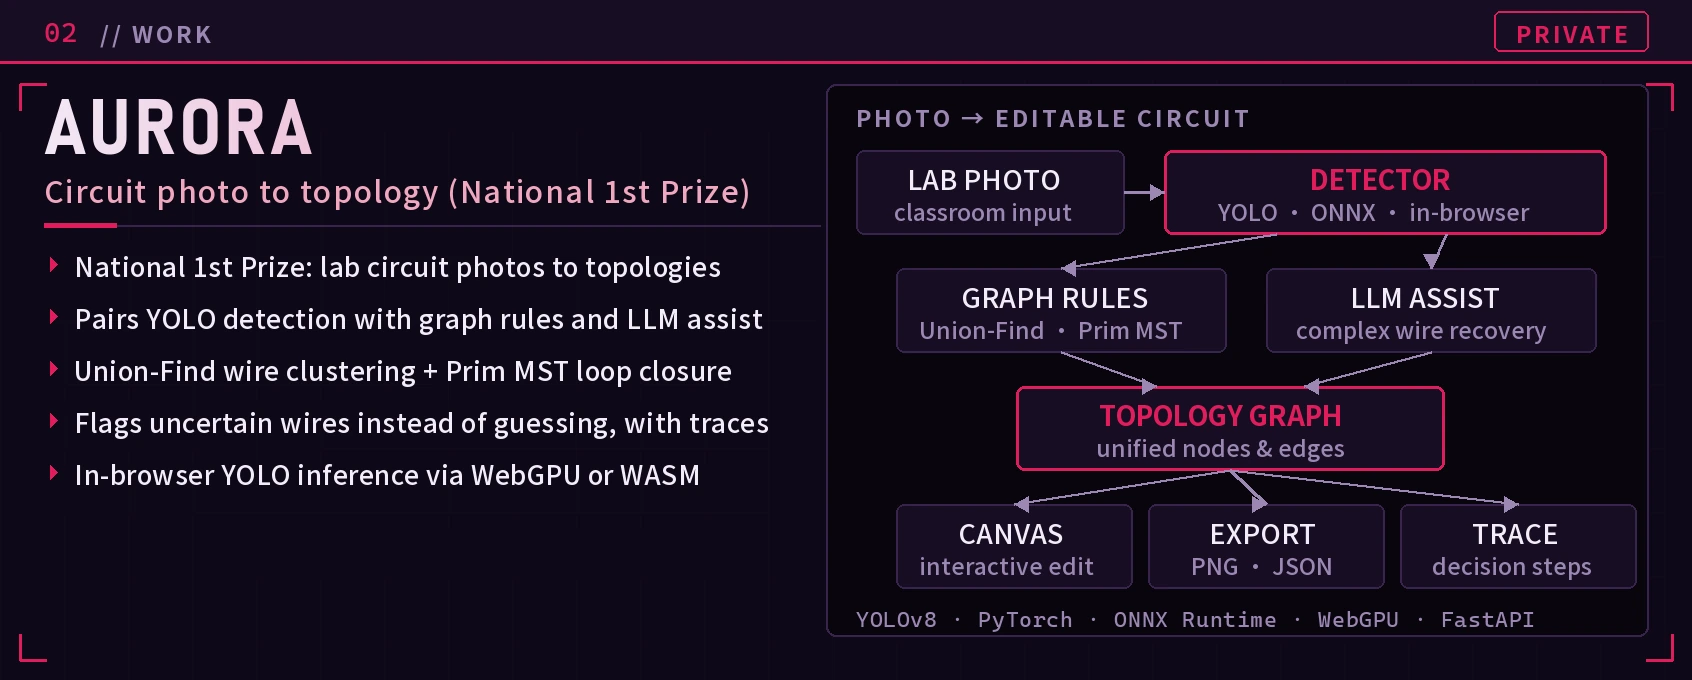 02 // WORK
PRIVATE
AURORA
Circuit photo to topology (National 1st Prize)
National 1st Prize: lab circuit photos to topologies
Pairs YOLO detection with graph rules and LLM assist
Union-Find wire clustering + Prim MST loop closure
Flags uncertain wires instead of guessing, with traces
In-browser YOLO inference via WebGPU or WASM
PHOTO → EDITABLE CIRCUIT
LAB PHOTO
classroom input
DETECTOR
YOLO · ONNX · in-browser
GRAPH RULES
Union-Find · Prim MST
LLM ASSIST
complex wire recovery
TOPOLOGY GRAPH
unified nodes & edges
CANVAS
interactive edit
EXPORT
PNG · JSON
TRACE
decision steps
YOLOv8 · PyTorch · ONNX Runtime · WebGPU · FastAPI